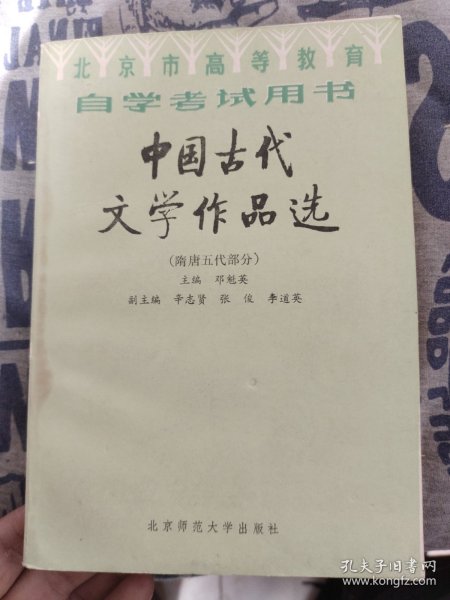 北京市高等教育
自学考试用书
中国古代
文学作品选
(隋唐五代部分)
主编 邓魁英
副主编 辛志贤 张俊 李道英
北京师范大学出版社
孔夫子旧书网
www.kongfz.com